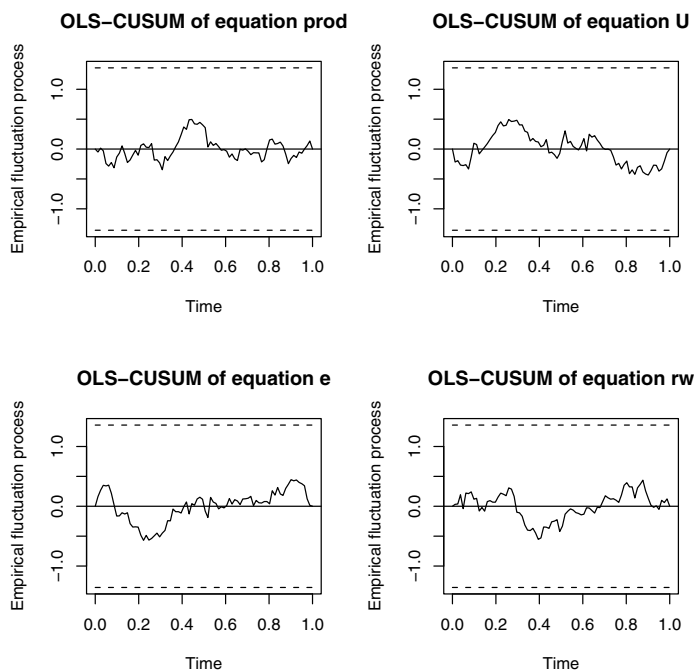 OLS−CUSUM of equation prod
Empirical fluctuation process
1.0
0.0
−1.0
0.0 0.2 0.4 0.6 0.8 1.0
Time
OLS−CUSUM of equation U
Empirical fluctuation process
1.0
0.0
−1.0
0.0 0.2 0.4 0.6 0.8 1.0
Time
OLS−CUSUM of equation e
Empirical fluctuation process
1.0
0.0
−1.0
0.0 0.2 0.4 0.6 0.8 1.0
Time
OLS−CUSUM of equation rw
Empirical fluctuation process
1.0
0.0
−1.0
0.0 0.2 0.4 0.6 0.8 1.0
Time